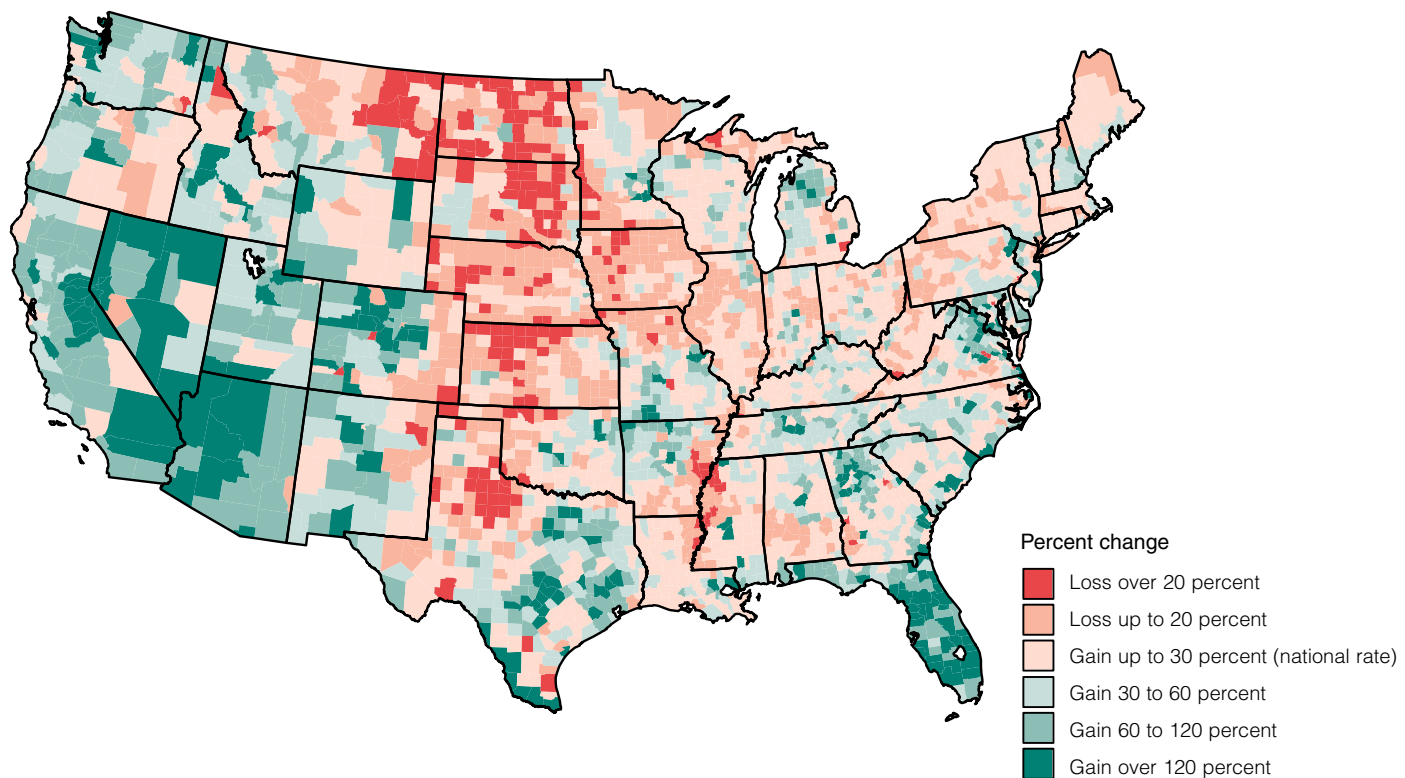 Percent change
Loss over 20 percent
Loss up to 20 percent
Gain up to 30 percent (national rate)
Gain 30 to 60 percent
Gain 60 to 120 percent
Gain over 120 percent